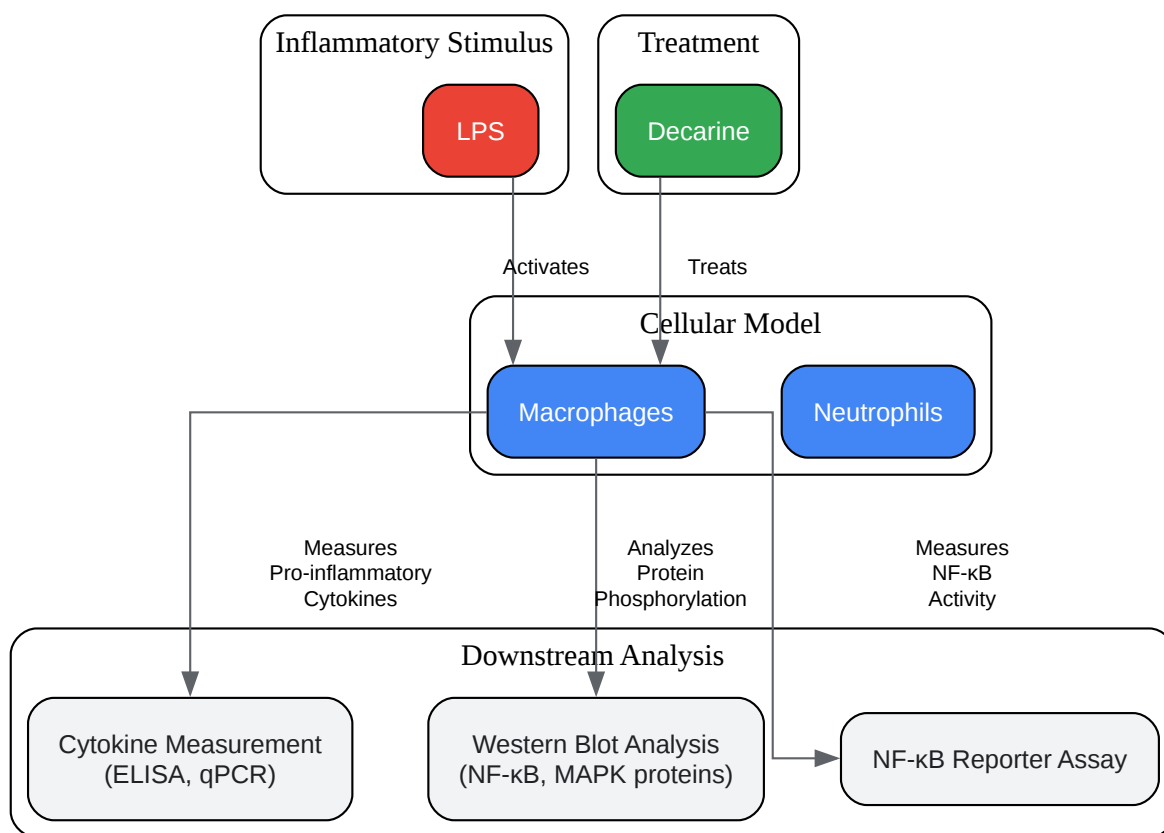 Inflammatory Stimulus
Treatment
LPS
Decarine
Activates
Treats
Cellular Model
Macrophages
Neutrophils
Measures
Pro-inflammatory
Cytokines
Analyzes
Protein
Phosphorylation
Measures
NF-κB
Activity
Downstream Analysis
Cytokine Measurement
(ELISA, qPCR)
Western Blot Analysis
(NF-κB, MAPK proteins)
NF-κB Reporter Assay